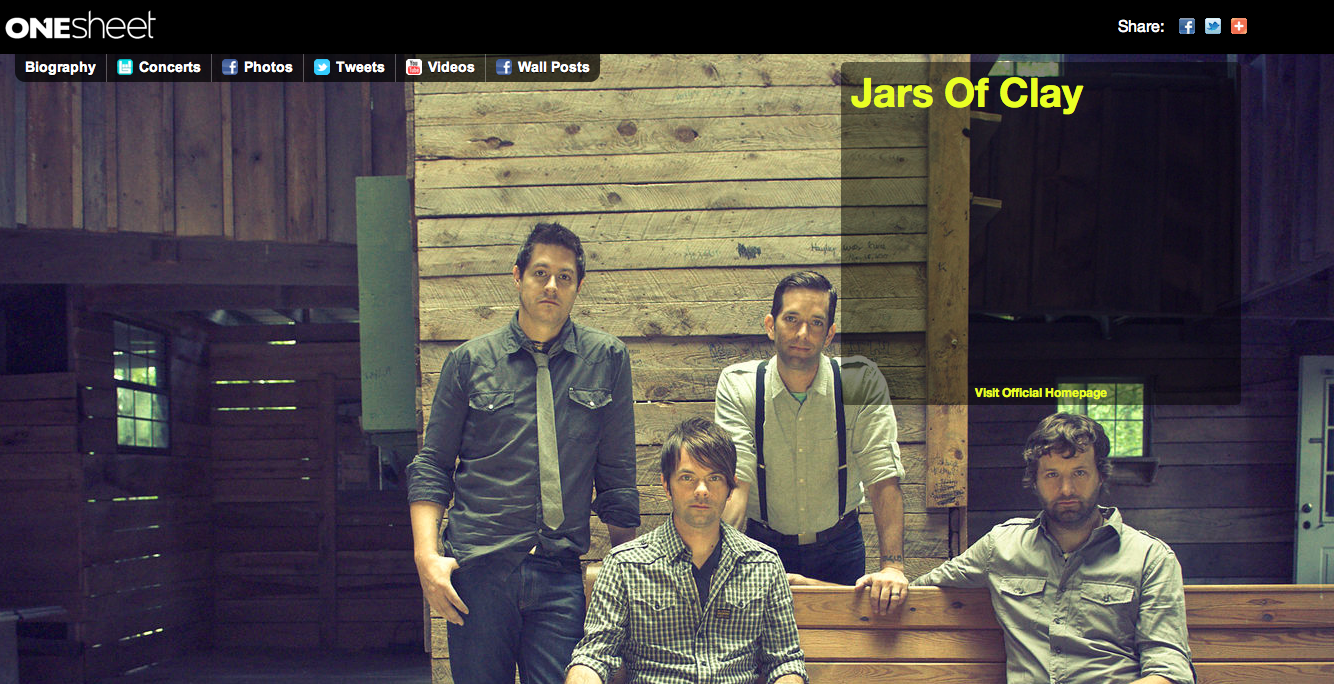 ONEsheet
Share:
Biography
Concerts
Photos
Tweets
Videos
Wall Posts
Jars Of Clay
Visit Official Homepage